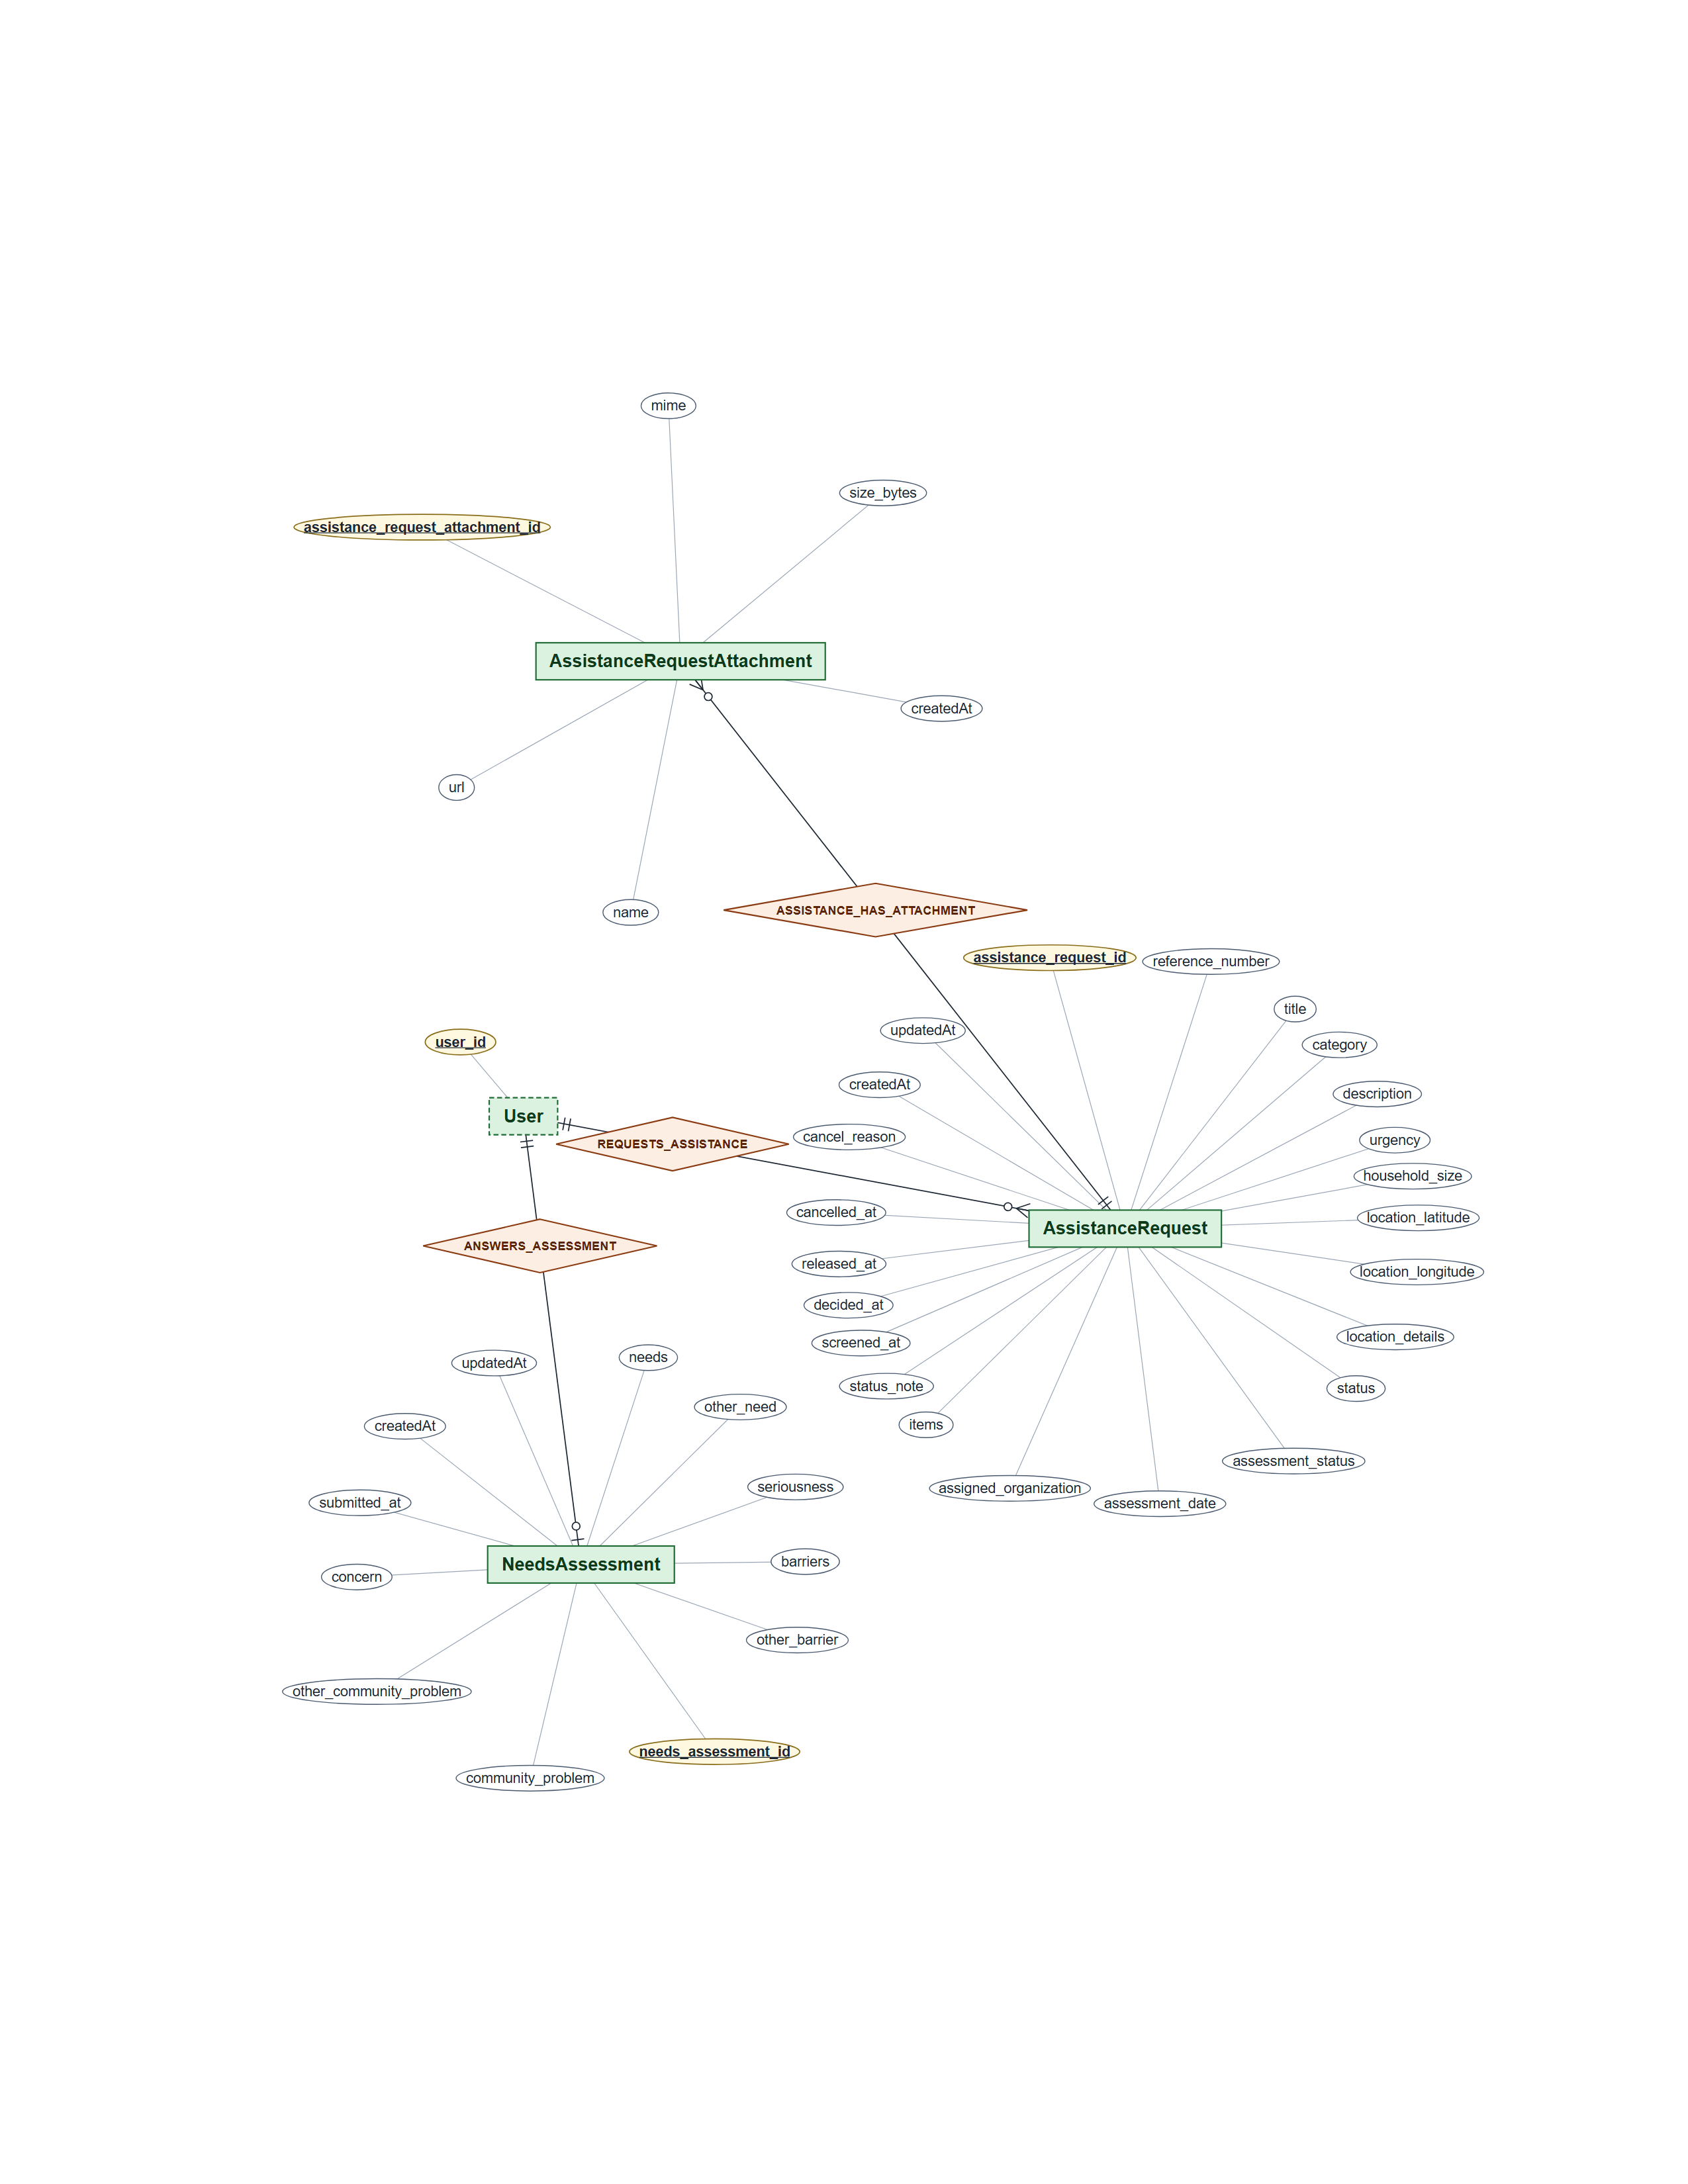 mime
size_bytes
assistance_request_attachment_id
AssistanceRequestAttachment
createdAt
url
name
ASSISTANCE_HAS_ATTACHMENT
assistance_request_id
reference_number
title
updatedAt
category
user_id
createdAt
description
User
REQUESTS_ASSISTANCE
cancel_reason
urgency
household_size
cancelled_at
location_latitude
AssistanceRequest
ANSWERS_ASSESSMENT
released_at
location_longitude
decided_at
screened_at
location_details
updatedAt
needs
status_note
status
other_need
createdAt
items
assessment_status
seriousness
assigned_organization
submitted_at
assessment_date
NeedsAssessment
barriers
concern
other_barrier
other_community_problem
needs_assessment_id
community_problem